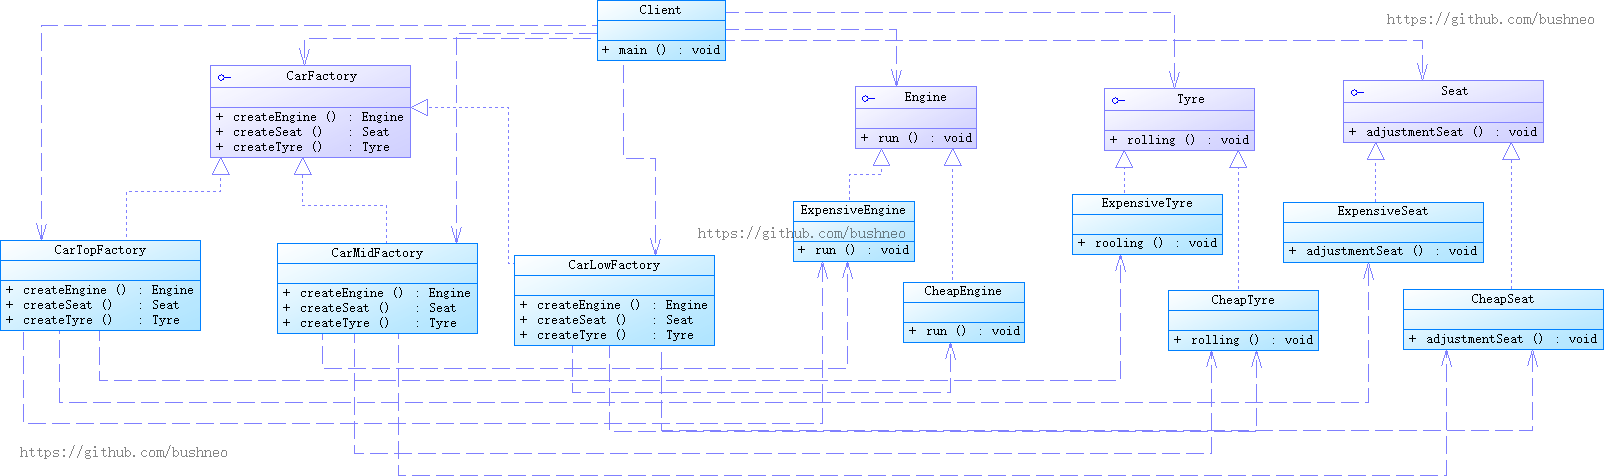 Client
+ main () : void
https://github.com/bushneo
CarFactory
+ createEngine () : Engine
+ createSeat () : Seat
+ createTyre () : Tyre
Engine
+ run () : void
Tyre
+ rolling () : void
Seat
+ adjustmentSeat () : void
CarTopFactory
+ createEngine () : Engine
+ createSeat () : Seat
+ createTyre () : Tyre
CarMidFactory
+ createEngine () : Engine
+ createSeat () : Seat
+ createTyre () : Tyre
CarLowFactory
+ createEngine () : Engine
+ createSeat () : Seat
+ createTyre () : Tyre
ExpensiveEngine
https://github.com/bushneo
+ run () : void
CheapEngine
+ run () : void
ExpensiveTyre
+ rooling () : void
CheapTyre
+ rolling () : void
ExpensiveSeat
+ adjustmentSeat () : void
CheapSeat
+ adjustmentSeat () : void
https://github.com/bushneo